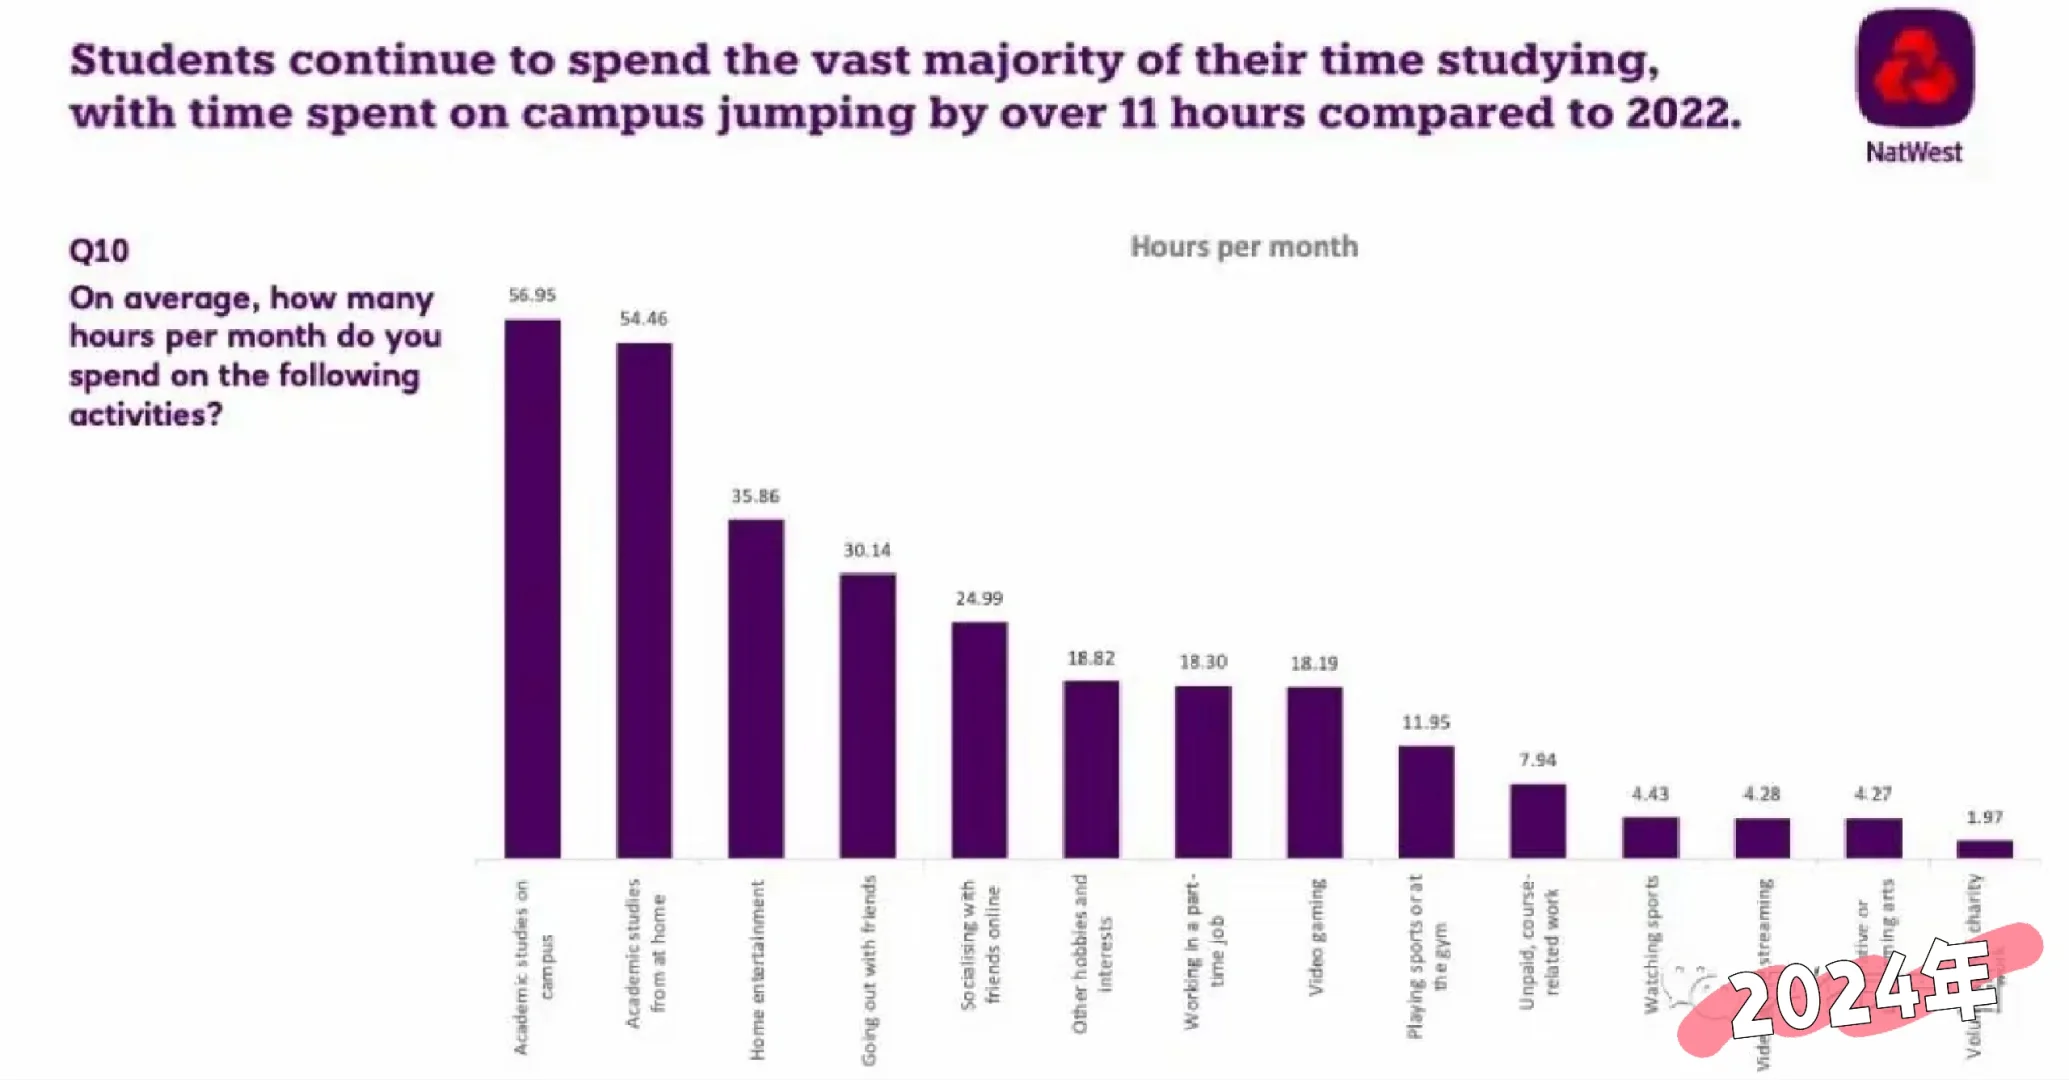 Students continue to spend the vast majority of their time studying,
with time spent on campus jumping by over 11 hours compared to 2022.
NatWest
Q10
On average, how many
hours per month do you
spend on the following
activities?
Hours per month
56.95
54.46
35.86
30.14
24.99
18.82
18.30
18.19
11.95
7.94
4.43
4.28
4.27
1.97
Academic studies on
campus
Academic studies
from at home
Home entertainment
Going out with friends
Socialising with
friends online
Other hobbies and
interests
Working in a part-
time job
Video gaming
Playing sports or at
the gym
Unpaid, course-
related work
Watching sports
streaming
or
arts
charity
2024年